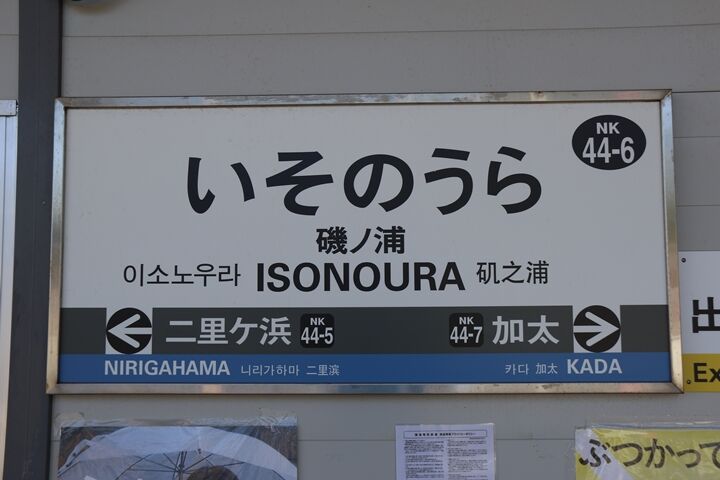 NK
44-6
いそのうら
磯ノ浦
이소노우라 ISONOURA 矶之浦
二里ケ浜 NK 44-5 NK 44-7 加太
NIRIGAHAMA 니리가하마 二里滨 카다 加太 KADA
出
Ex
ぶつかって